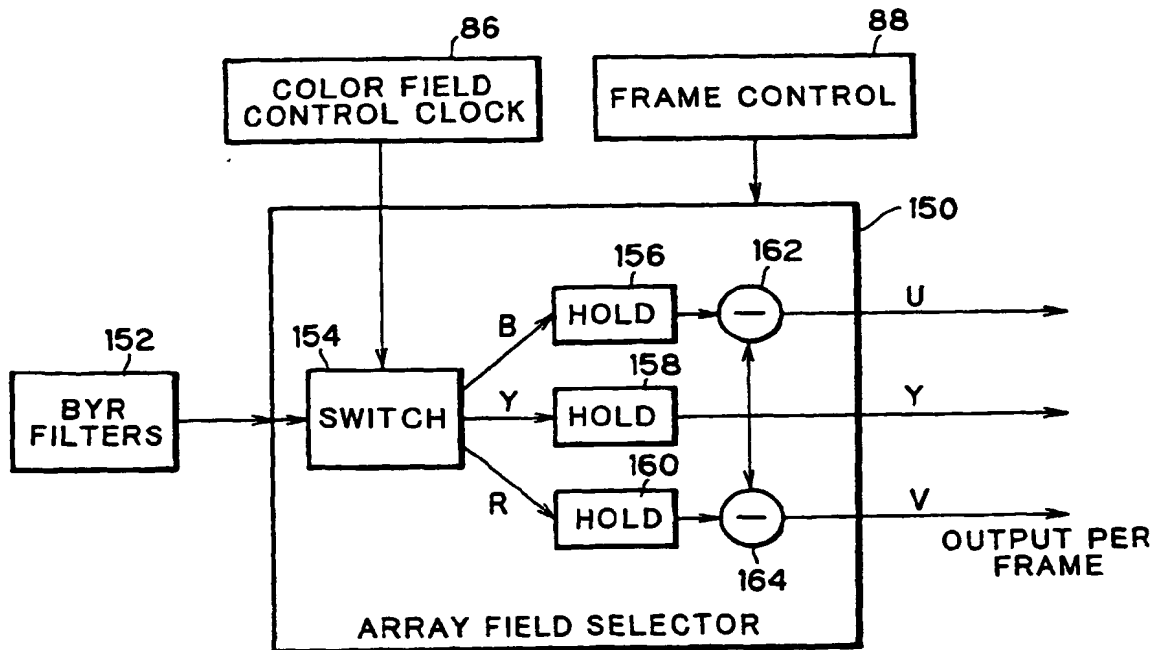 86
88
COLOR FIELD
CONTROL CLOCK
FRAME CONTROL
150
156
162
152
154
B
HOLD
U
158
BYR
FILTERS
SWITCH
Y
HOLD
Y
160
R
HOLD
V
164
OUTPUT PER
FRAME
ARRAY FIELD SELECTOR